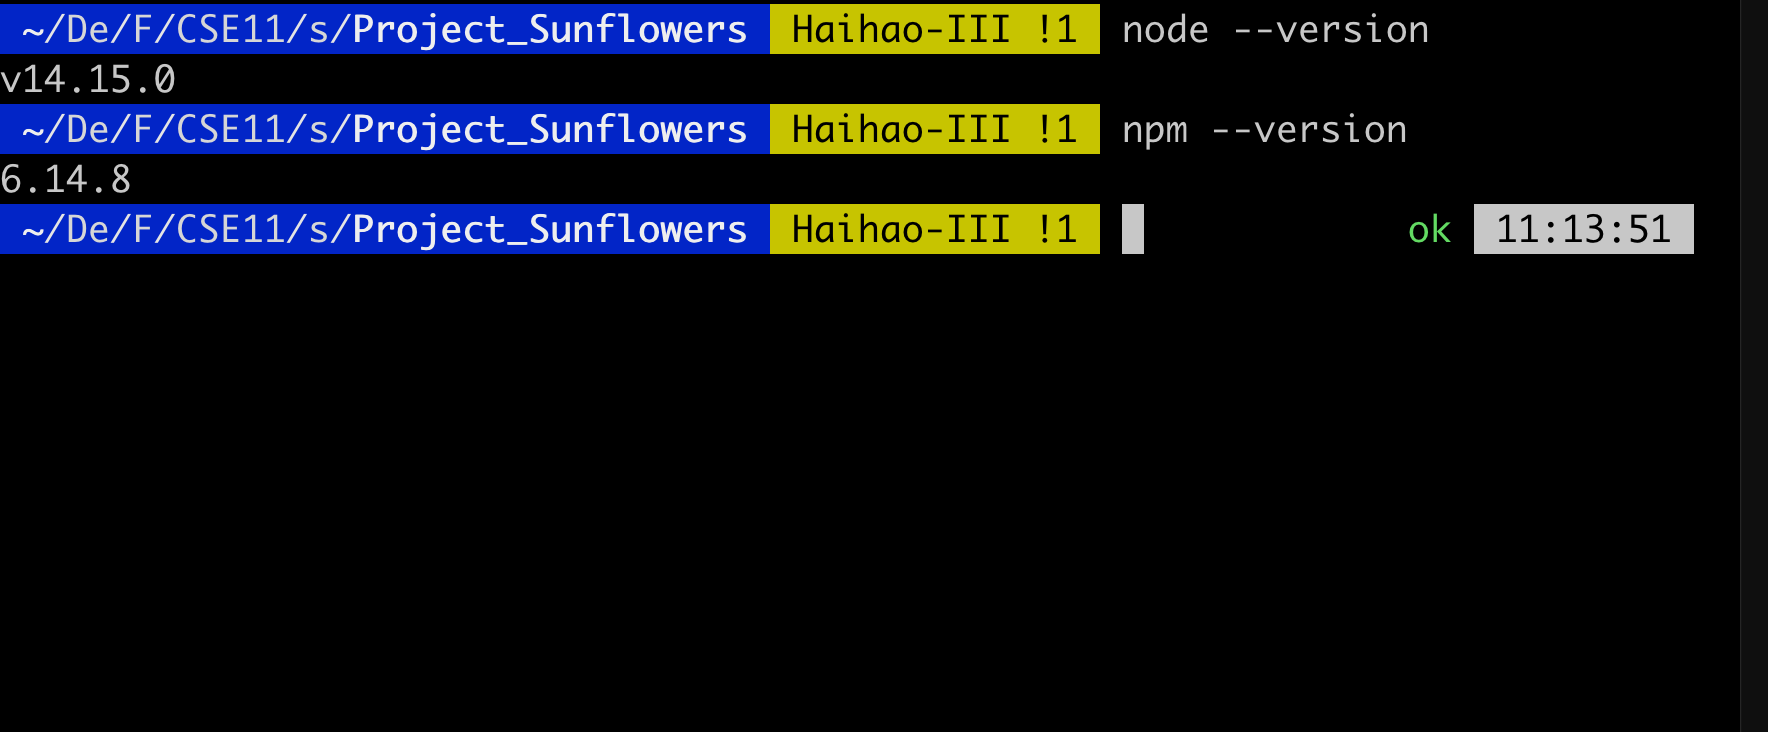 ~/De/F/CSE11/s/Project_Sunflowers Haihao-III !1 node --version
v14.15.0
~/De/F/CSE11/s/Project_Sunflowers Haihao-III !1 npm --version
6.14.8
~/De/F/CSE11/s/Project_Sunflowers Haihao-III !1 ok 11:13:51